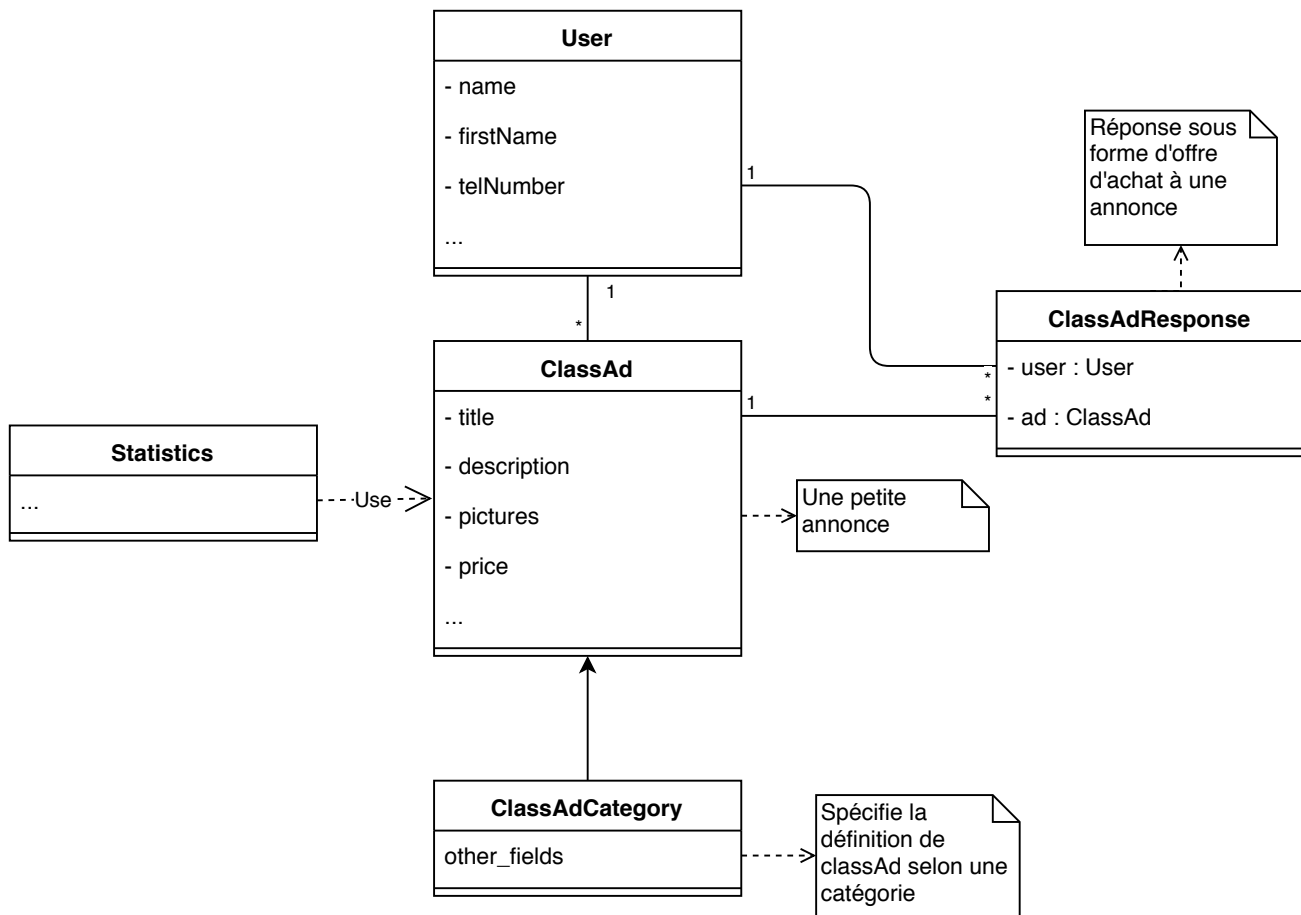 User
- name
- firstName
- telNumber
...
1
*
1
*
Réponse sous
forme d'offre
d'achat à une
annonce
ClassAdResponse
- user : User
- ad : ClassAd
ClassAd
- title
- description
- pictures
- price
...
1
*
Statistics
...
Use
Une petite
annonce
ClassAdCategory
other_fields
Spécifie la
définition de
classAd selon une
catégorie